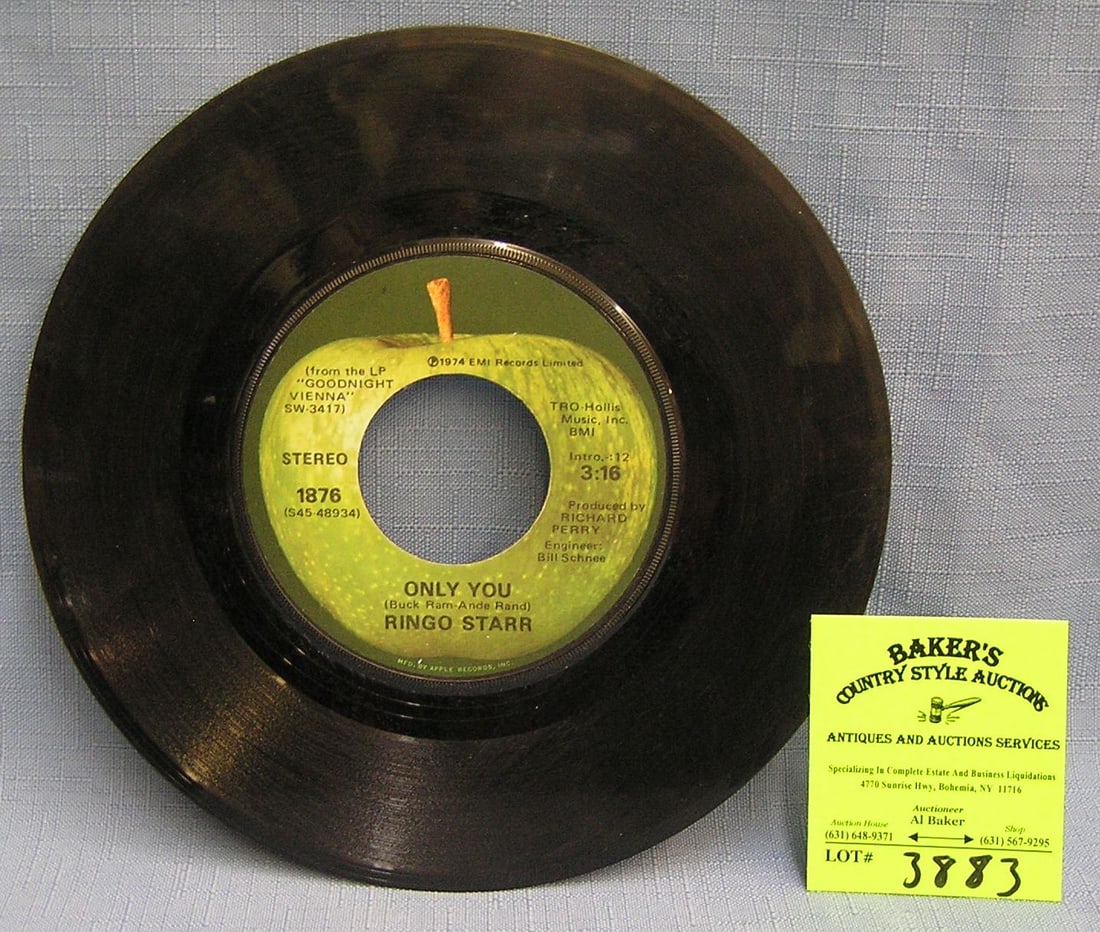 ℗1974 EMI Records Limited
(from the LP
"GOODNIGHT
VIENNA"
SW-3417)
STEREO
1876
(S45-48934)
TRO-Hollis
Music, Inc.
BMI
Intro.-:12
3:16
Produced by
RICHARD
PERRY
Engineer:
Bill Schnee
ONLY YOU
(Buck Ram-Ande Rand)
RINGO STARR
MFD. BY APPLE RECORDS, INC.
BAKER'S
COUNTRY STYLE AUCTIONS
ANTIQUES AND AUCTIONS SERVICES
Specializing In Complete Estate And Business Liquidations
4770 Sunrise Hwy, Bohemia, NY 11716
Auctioneer
Al Baker
Auction House
(631) 648-9371
Shop
(631) 567-9295
LOT# 3883